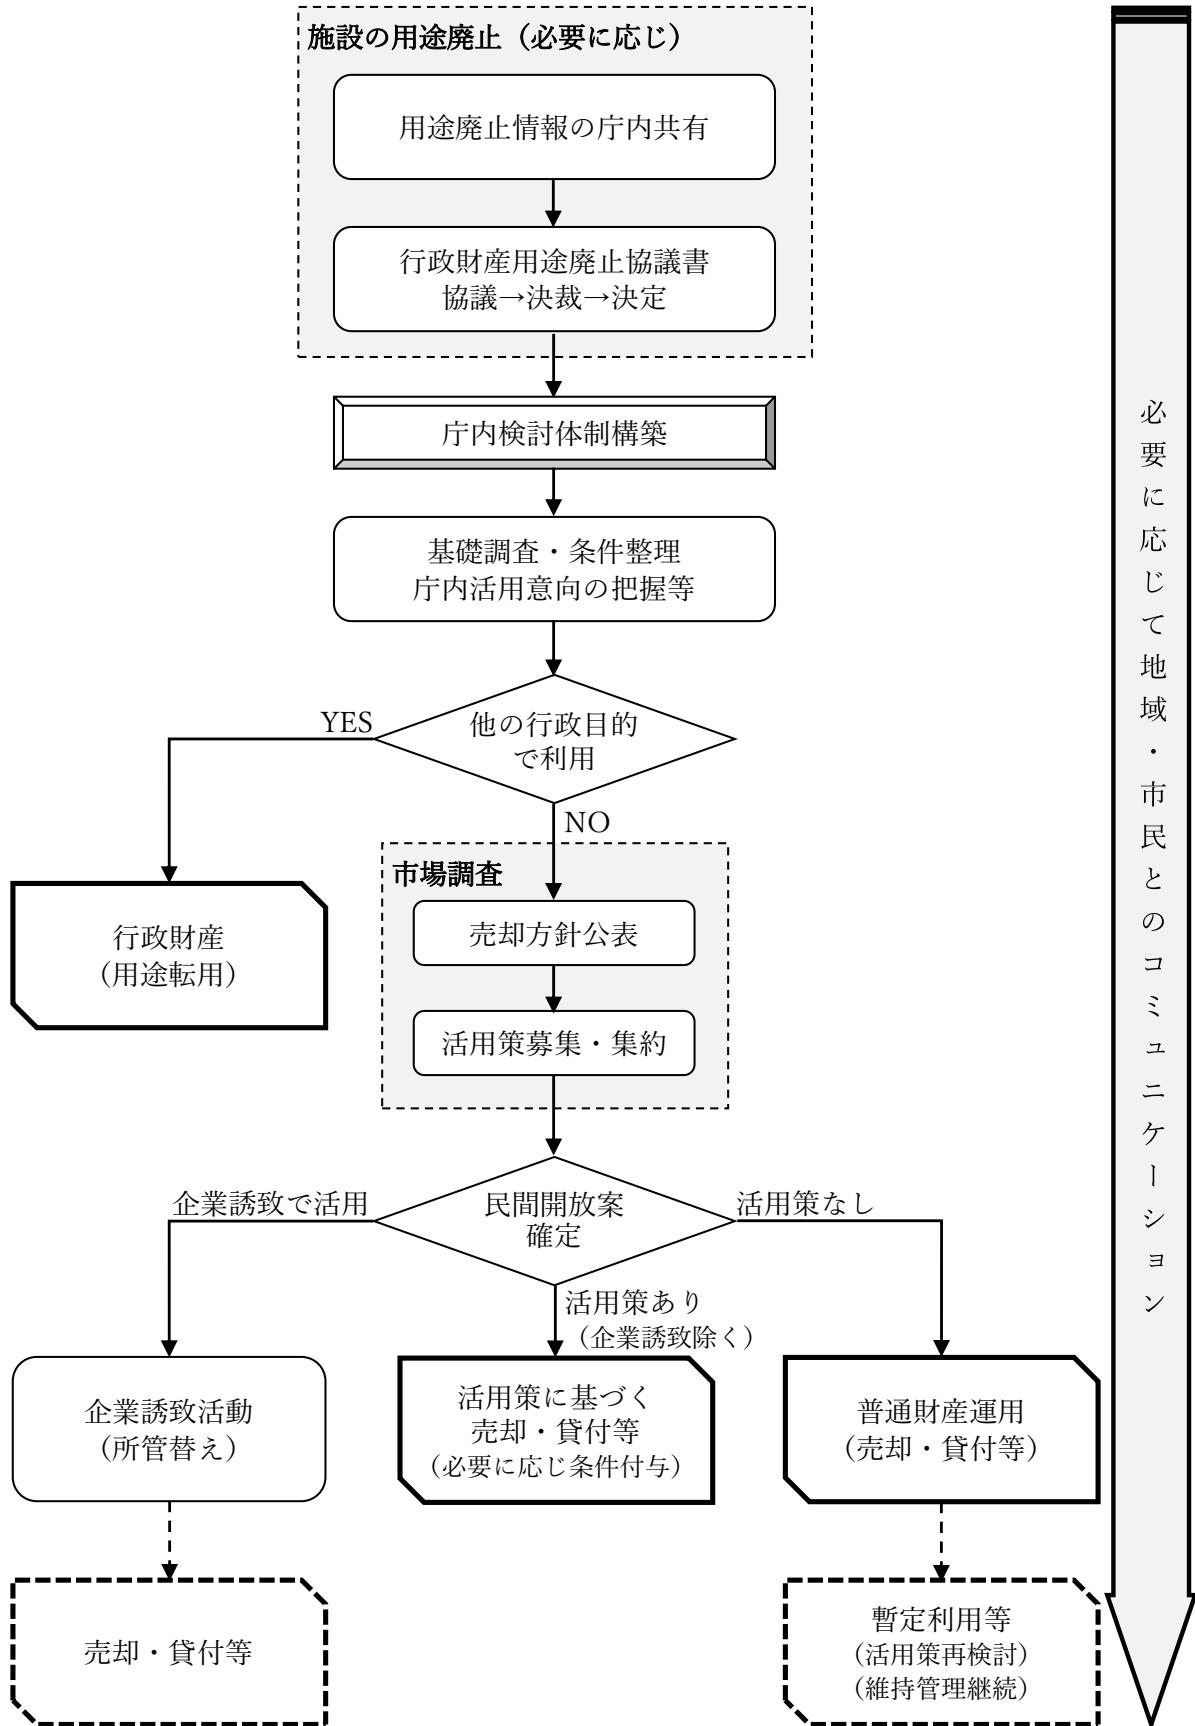 施設の用途廃止（必要に応じ）
用途廃止情報の庁内共有
行政財産用途廃止協議書
協議→決裁→決定
庁内検討体制構築
基礎調査・条件整理
庁内活用意向の把握等
他の行政目的
で利用
YES
NO
行政財産
（用途転用）
市場調査
売却方針公表
活用策募集・集約
民間開放案
確定
企業誘致で活用
活用策なし
活用策あり
（企業誘致除く）
企業誘致活動
（所管替え）
活用策に基づく
売却・貸付等
（必要に応じ条件付与）
普通財産運用
（売却・貸付等）
売却・貸付等
暫定利用等
（活用策再検討）
（維持管理継続）
必要に応じて地域・市民とのコミュニケーション